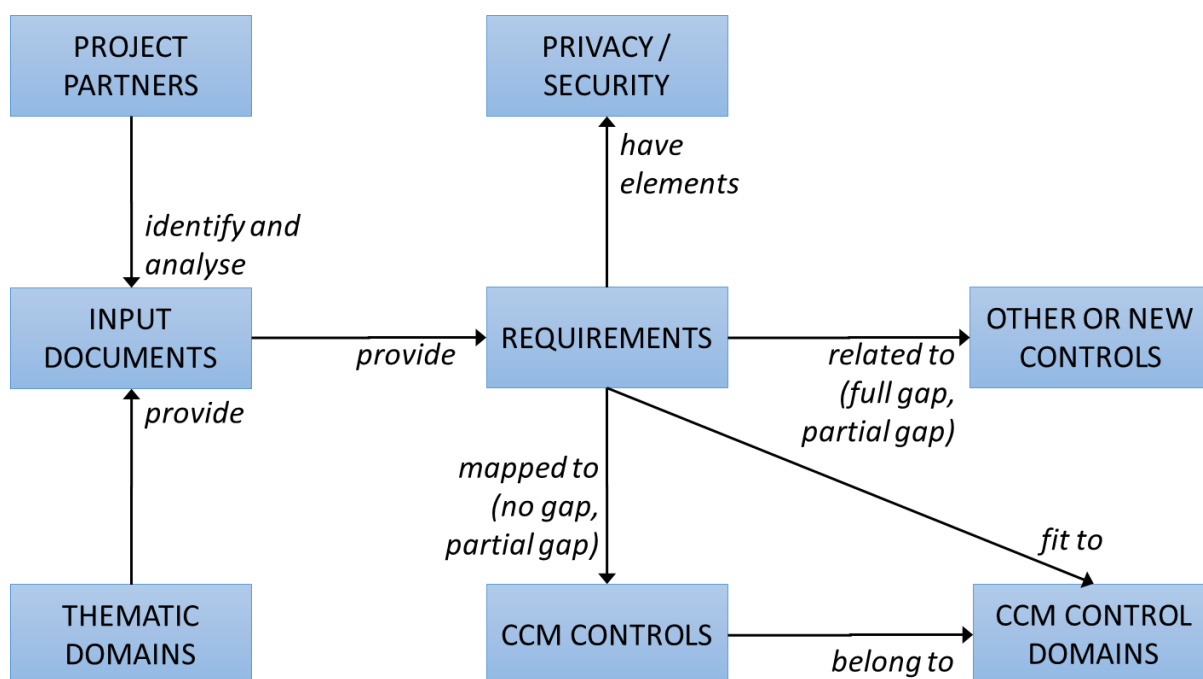 PROJECT
PARTNERS
PRIVACY /
SECURITY
have
elements
identify and
analyse
INPUT
DOCUMENTS
provide
REQUIREMENTS
related to
(full gap,
partial gap)
OTHER OR NEW
CONTROLS
provide
mapped to
(no gap,
partial gap)
fit to
THEMATIC
DOMAINS
CCM CONTROLS
belong to
CCM CONTROL
DOMAINS